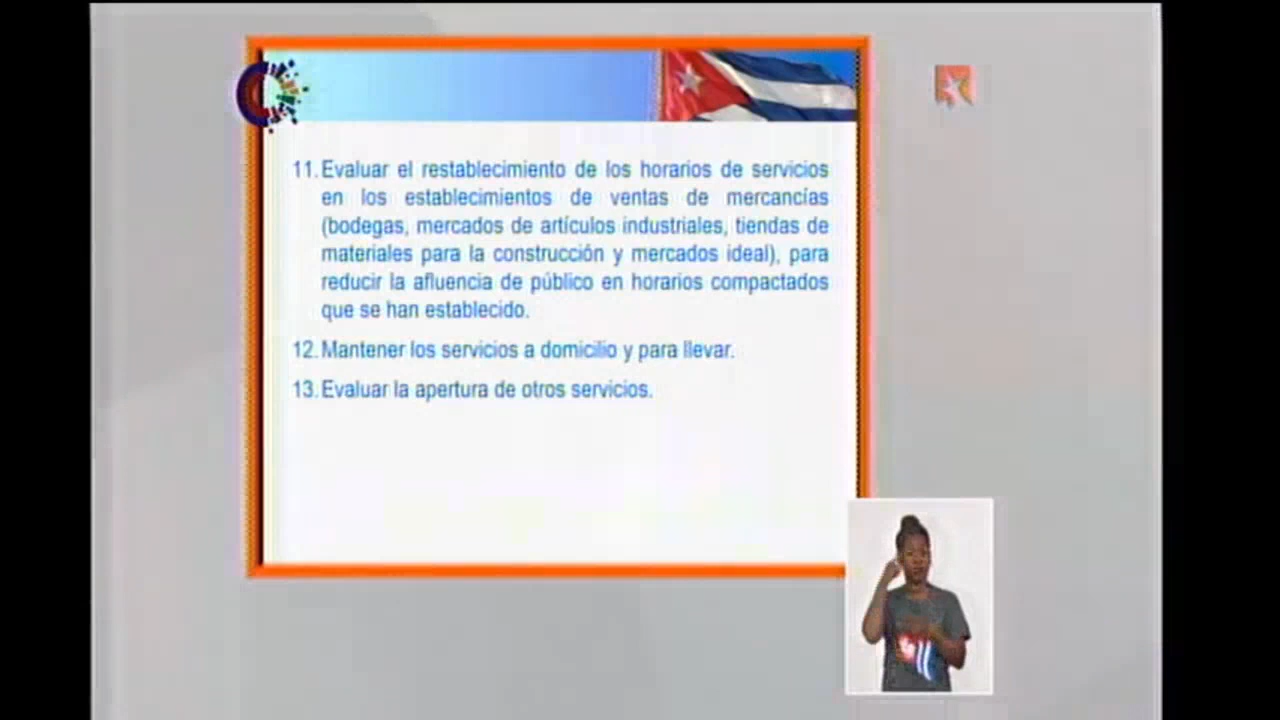 11. Evaluar el restablecimiento de los horarios de servicios
en los establecimientos de ventas de mercancías
(bodegas, mercados de artículos industriales, tiendas de
materiales para la construcción y mercados ideal), para
reducir la afluencia de público en horarios compactados
que se han establecido.
12. Mantener los servicios a domicilio y para llevar.
13. Evaluar la apertura de otros servicios.